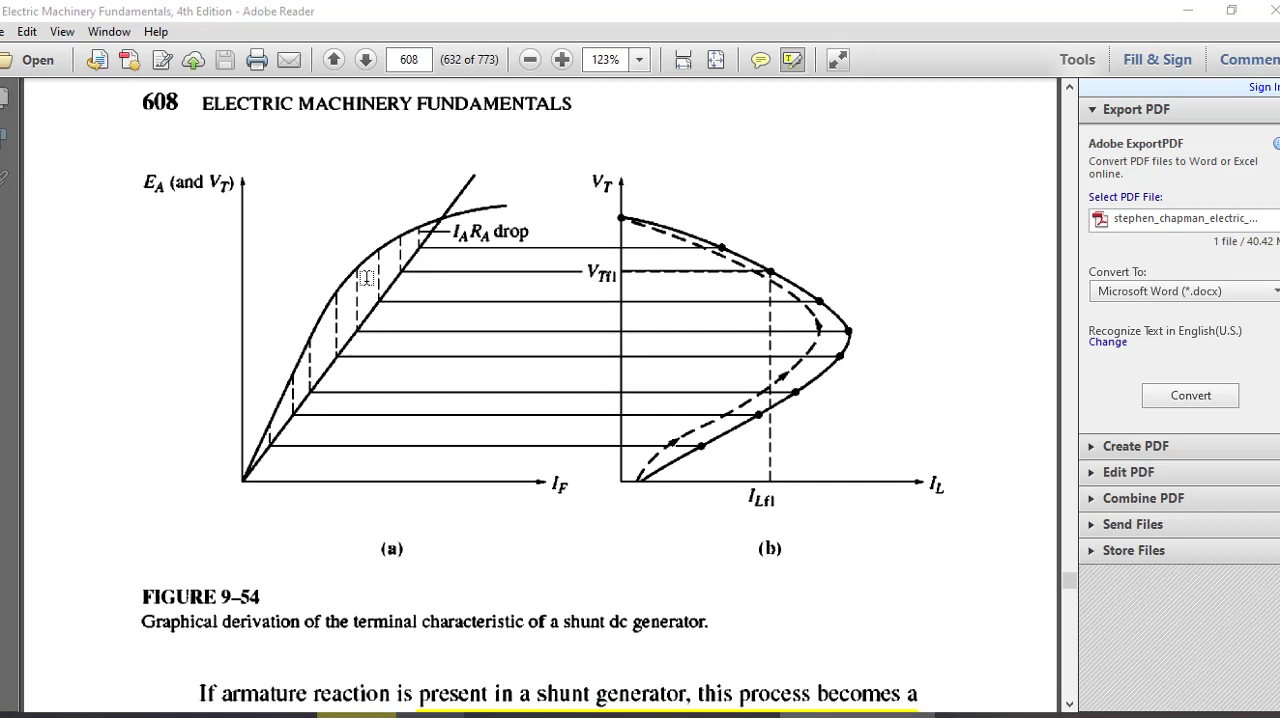 Electric Machinery Fundamentals, 4th Edition - Adobe Reader
Edit View Window Help
Open 608 (632 of 773) 123% Tools Fill & Sign Commen
Sign In
608 ELECTRIC MACHINERY FUNDAMENTALS
E_A (and V_T)
V_T
I_A R_A drop
V_Tfl
I_F
I_Lfl
I_L
(a) (b)
FIGURE 9–54
Graphical derivation of the terminal characteristic of a shunt dc generator.
If armature reaction is present in a shunt generator, this process becomes a
Export PDF
Adobe ExportPDF
Convert PDF files to Word or Excel
online.
Select PDF File:
stephen_chapman_electric_...
1 file / 40.42 M
Convert To:
Microsoft Word (*.docx)
Recognize Text in English(U.S.)
Change
Convert
Create PDF
Edit PDF
Combine PDF
Send Files
Store Files